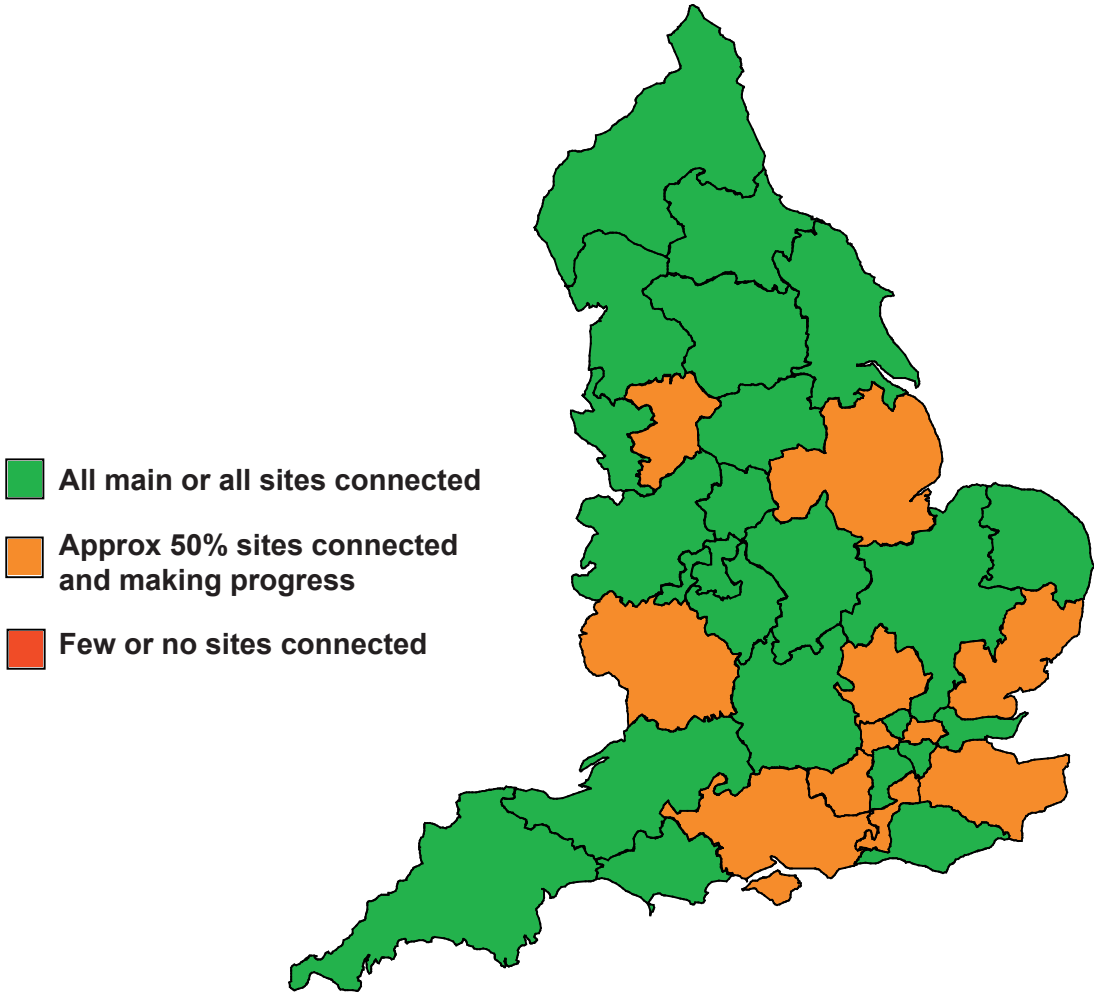 All main or all sites connected
Approx 50% sites connected
and making progress
Few or no sites connected